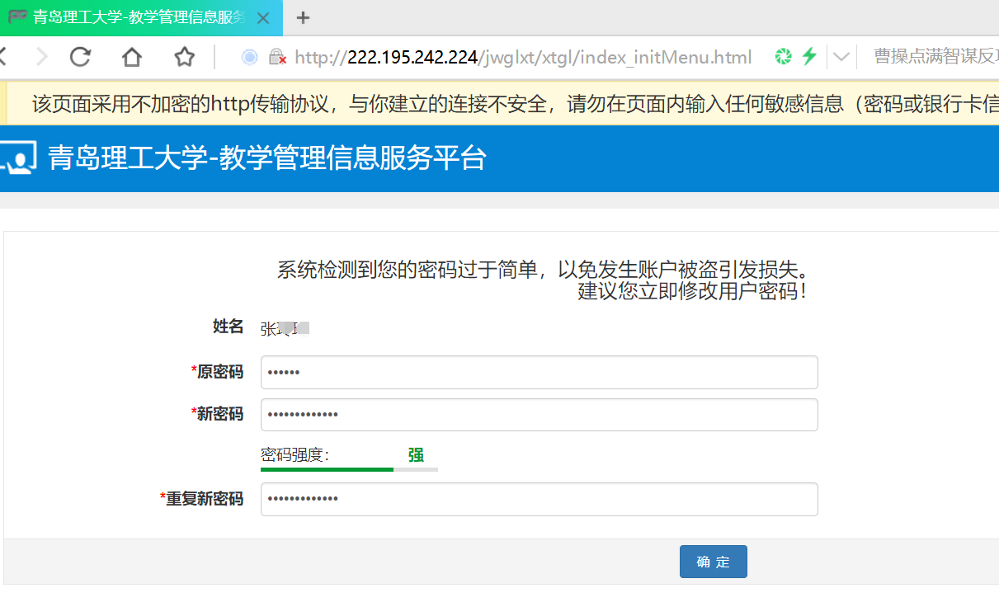 青岛理工大学-教学管理信息服务
http://222.195.242.224/jwglxt/xtgl/index_initMenu.html
曹操点满智谋反
该页面采用不加密的http传输协议，与你建立的连接不安全，请勿在页面内输入任何敏感信息（密码或银行卡信
青岛理工大学-教学管理信息服务平台
系统检测到您的密码过于简单，以免发生账户被盗引发损失。
建议您立即修改用户密码！
姓名 张
*原密码 ••••••
*新密码 •••••••••••••
密码强度： 强
*重复新密码 •••••••••••••
确 定